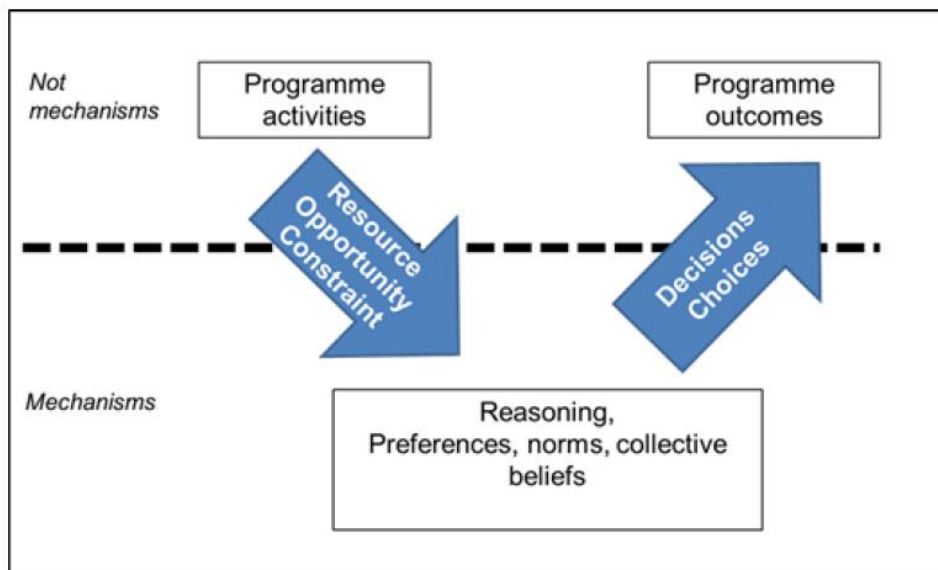 Not
mechanisms
Programme
activities
Programme
outcomes
Resource
Opportunity
Constraint
Decisions
Choices
Mechanisms
Reasoning,
Preferences, norms, collective
beliefs